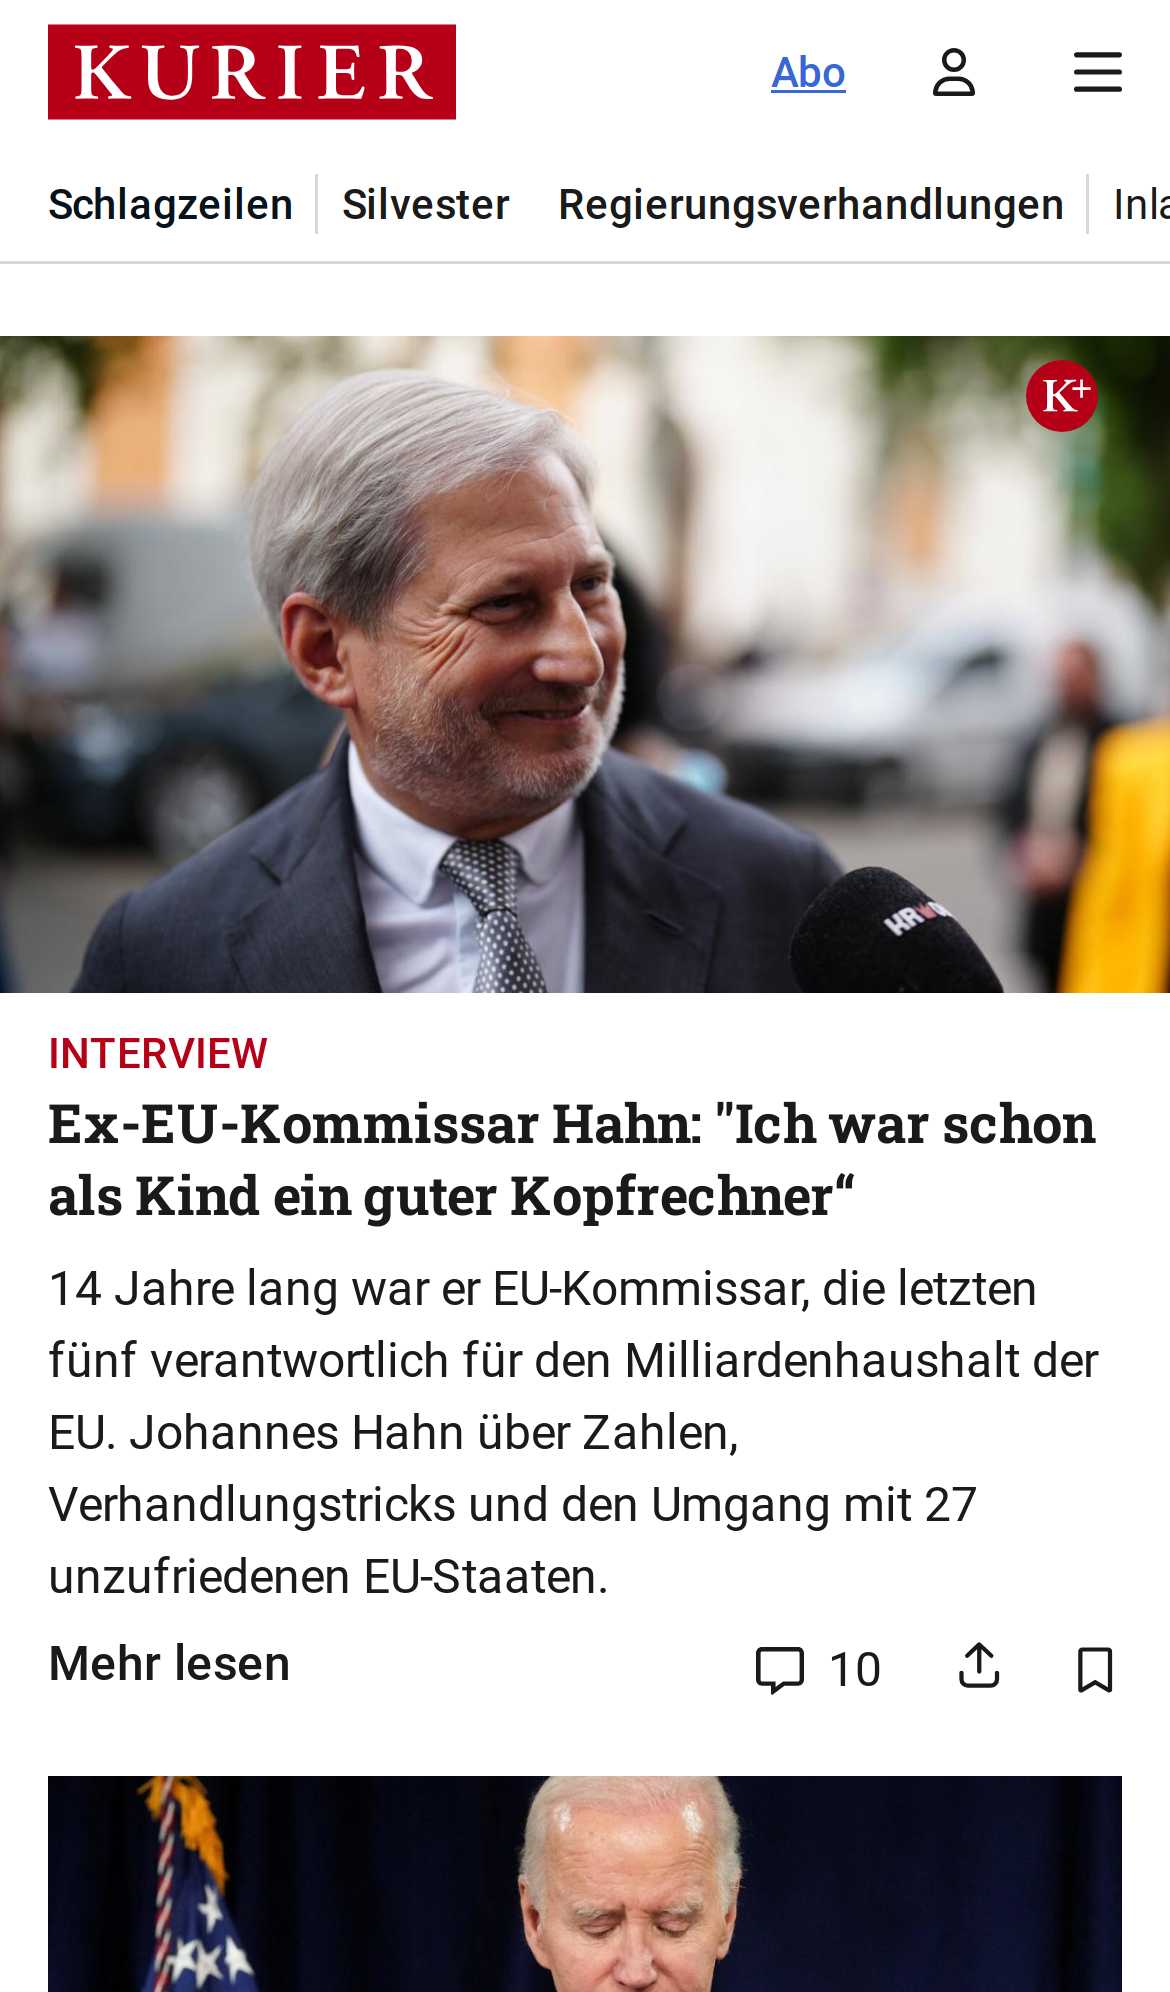 KURIER
Abo
Schlagzeilen
Silvester
Regierungsverhandlungen
K+
INTERVIEW
Ex-EU-Kommissar Hahn: "Ich war schon
als Kind ein guter Kopfrechner“
14 Jahre lang war er EU-Kommissar, die letzten
fünf verantwortlich für den Milliardenhaushalt der
EU. Johannes Hahn über Zahlen,
Verhandlungstricks und den Umgang mit 27
unzufriedenen EU-Staaten.
Mehr lesen
10